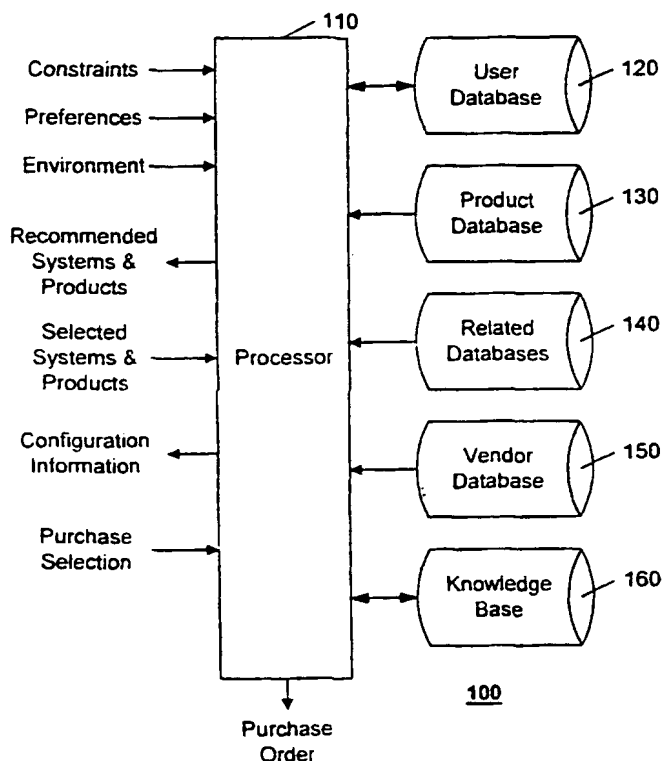 110
Constraints
Preferences
Environment
Recommended
Systems &
Products
Selected
Systems &
Products
Configuration
Information
Purchase
Selection
Processor
User
Database
120
Product
Database
130
Related
Databases
140
Vendor
Database
150
Knowledge
Base
160
100
Purchase
Order